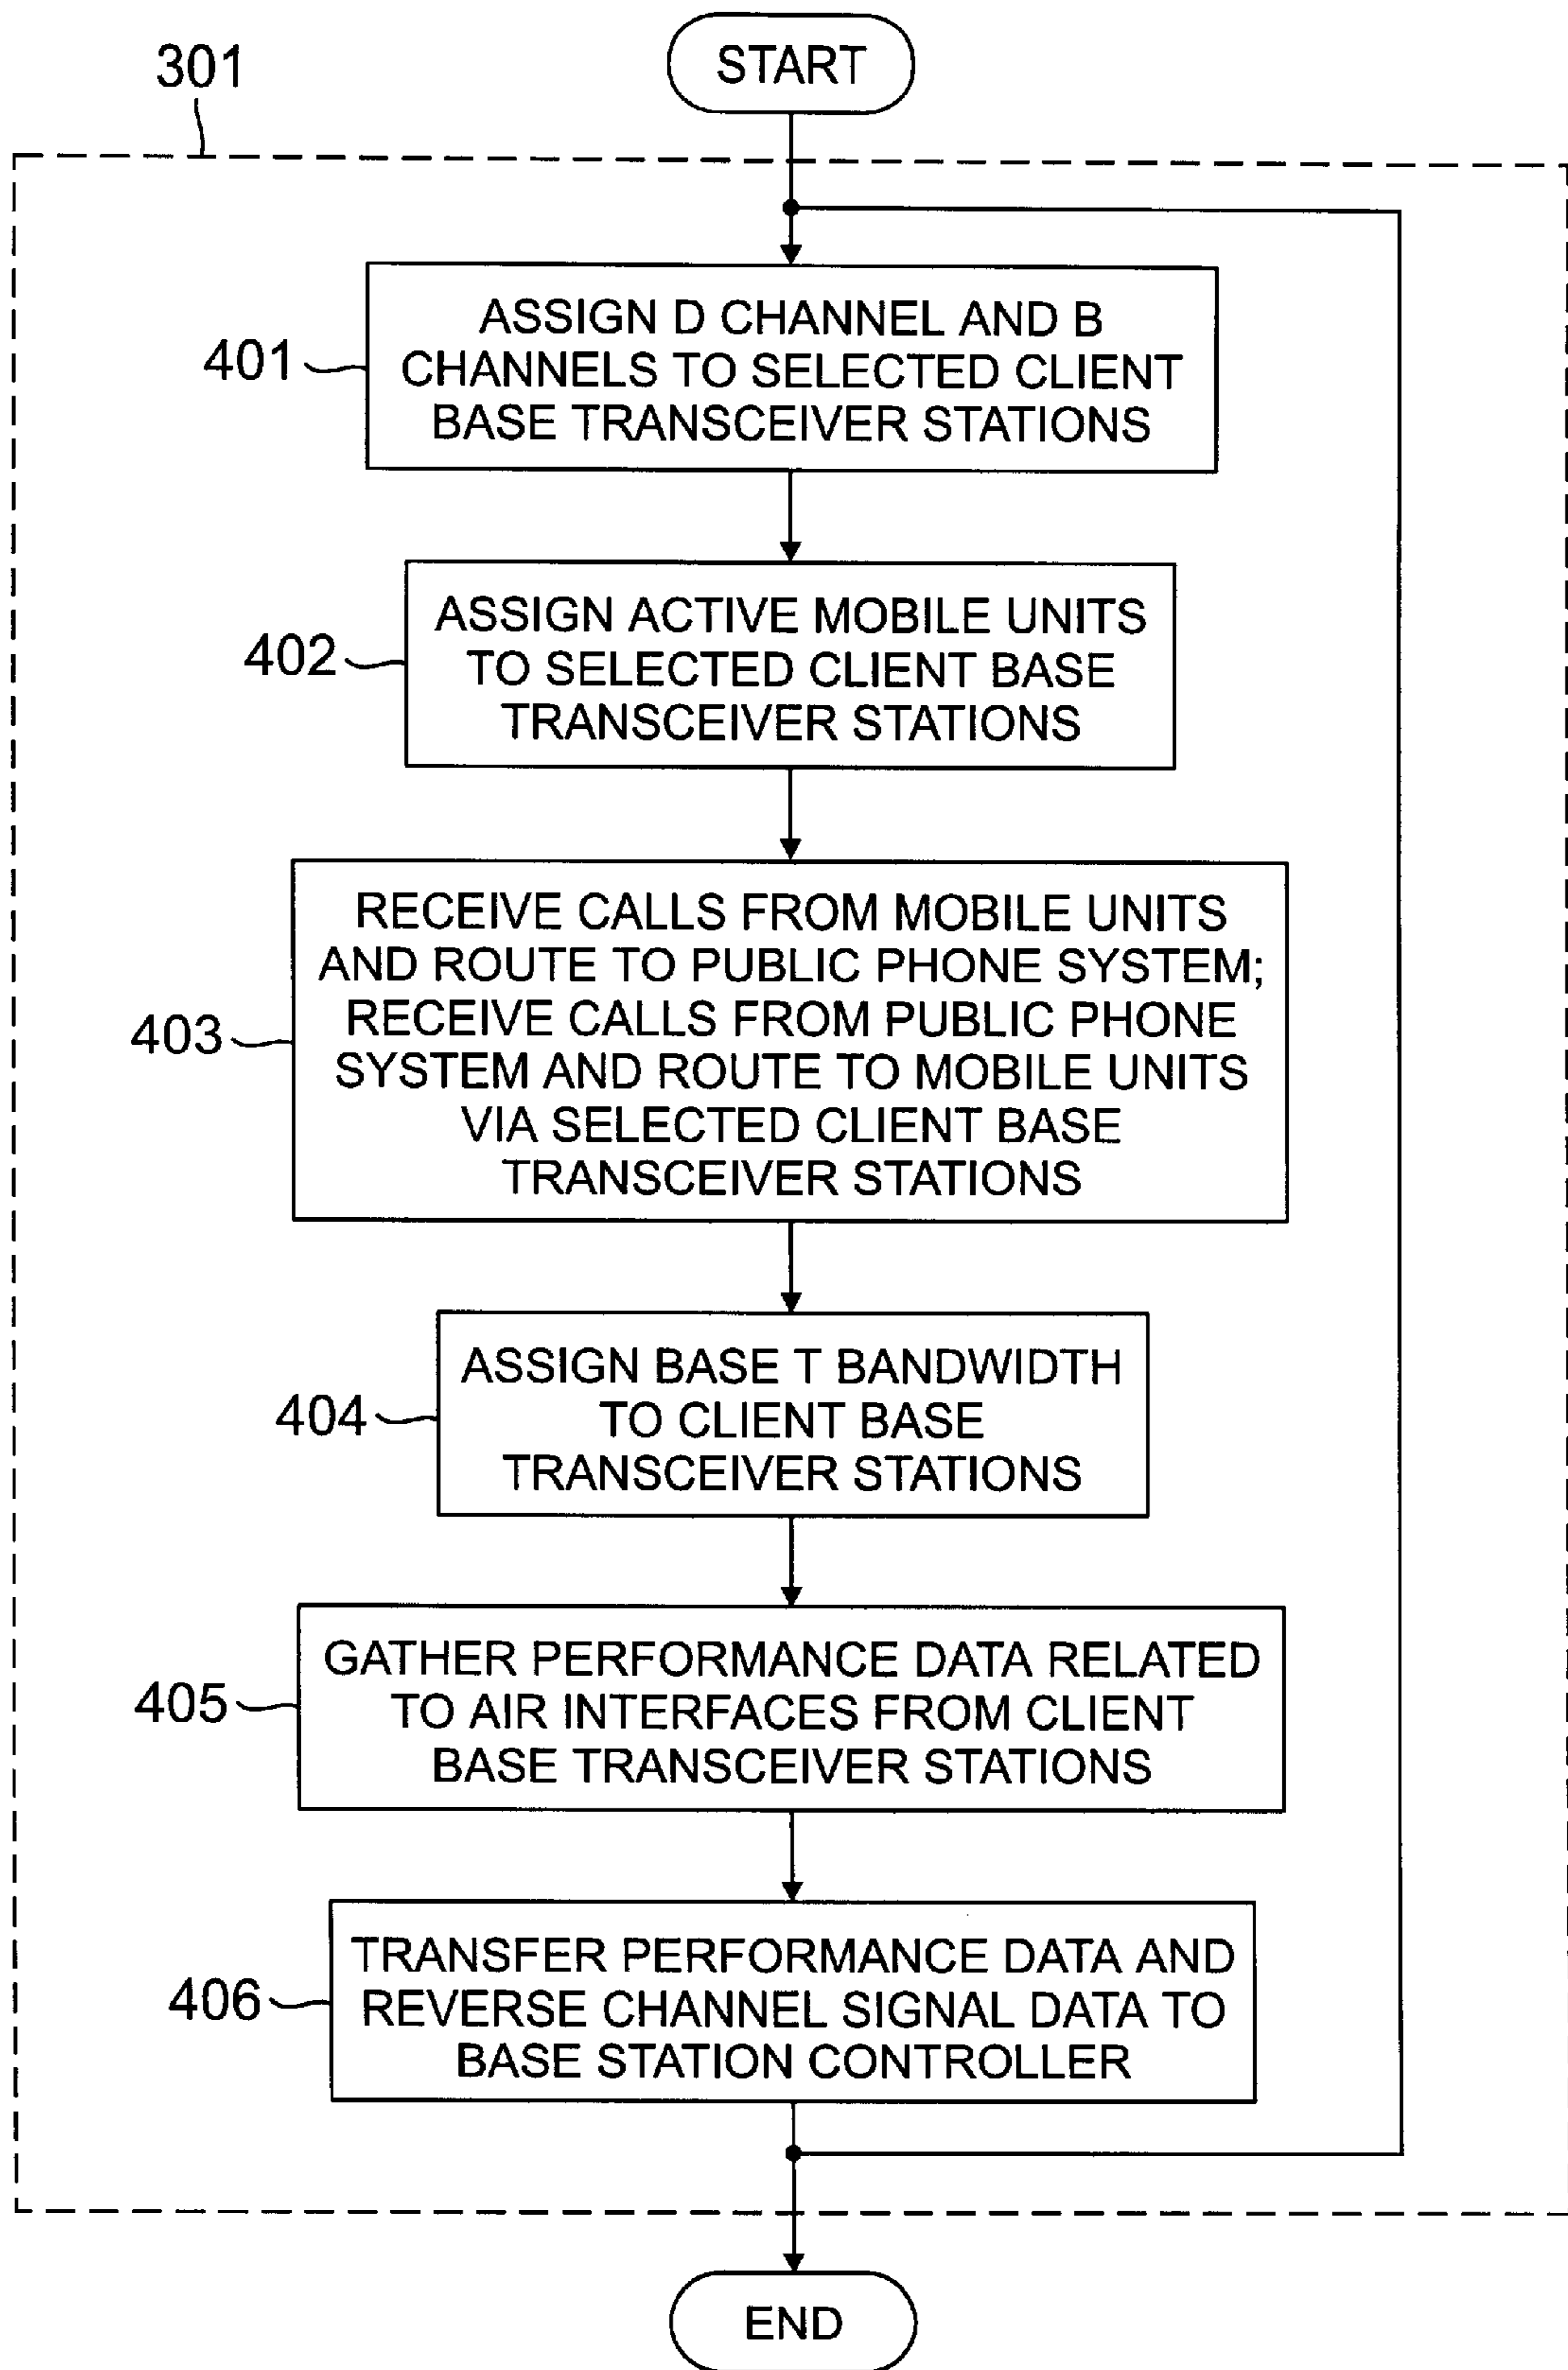 START
301
401
ASSIGN D CHANNEL AND B
CHANNELS TO SELECTED CLIENT
BASE TRANSCEIVER STATIONS
402
ASSIGN ACTIVE MOBILE UNITS
TO SELECTED CLIENT BASE
TRANSCEIVER STATIONS
403
RECEIVE CALLS FROM MOBILE UNITS
AND ROUTE TO PUBLIC PHONE SYSTEM;
RECEIVE CALLS FROM PUBLIC PHONE
SYSTEM AND ROUTE TO MOBILE UNITS
VIA SELECTED CLIENT BASE
TRANSCEIVER STATIONS
404
ASSIGN BASE T BANDWIDTH
TO CLIENT BASE
TRANSCEIVER STATIONS
405
GATHER PERFORMANCE DATA RELATED
TO AIR INTERFACES FROM CLIENT
BASE TRANSCEIVER STATIONS
406
TRANSFER PERFORMANCE DATA AND
REVERSE CHANNEL SIGNAL DATA TO
BASE STATION CONTROLLER
END